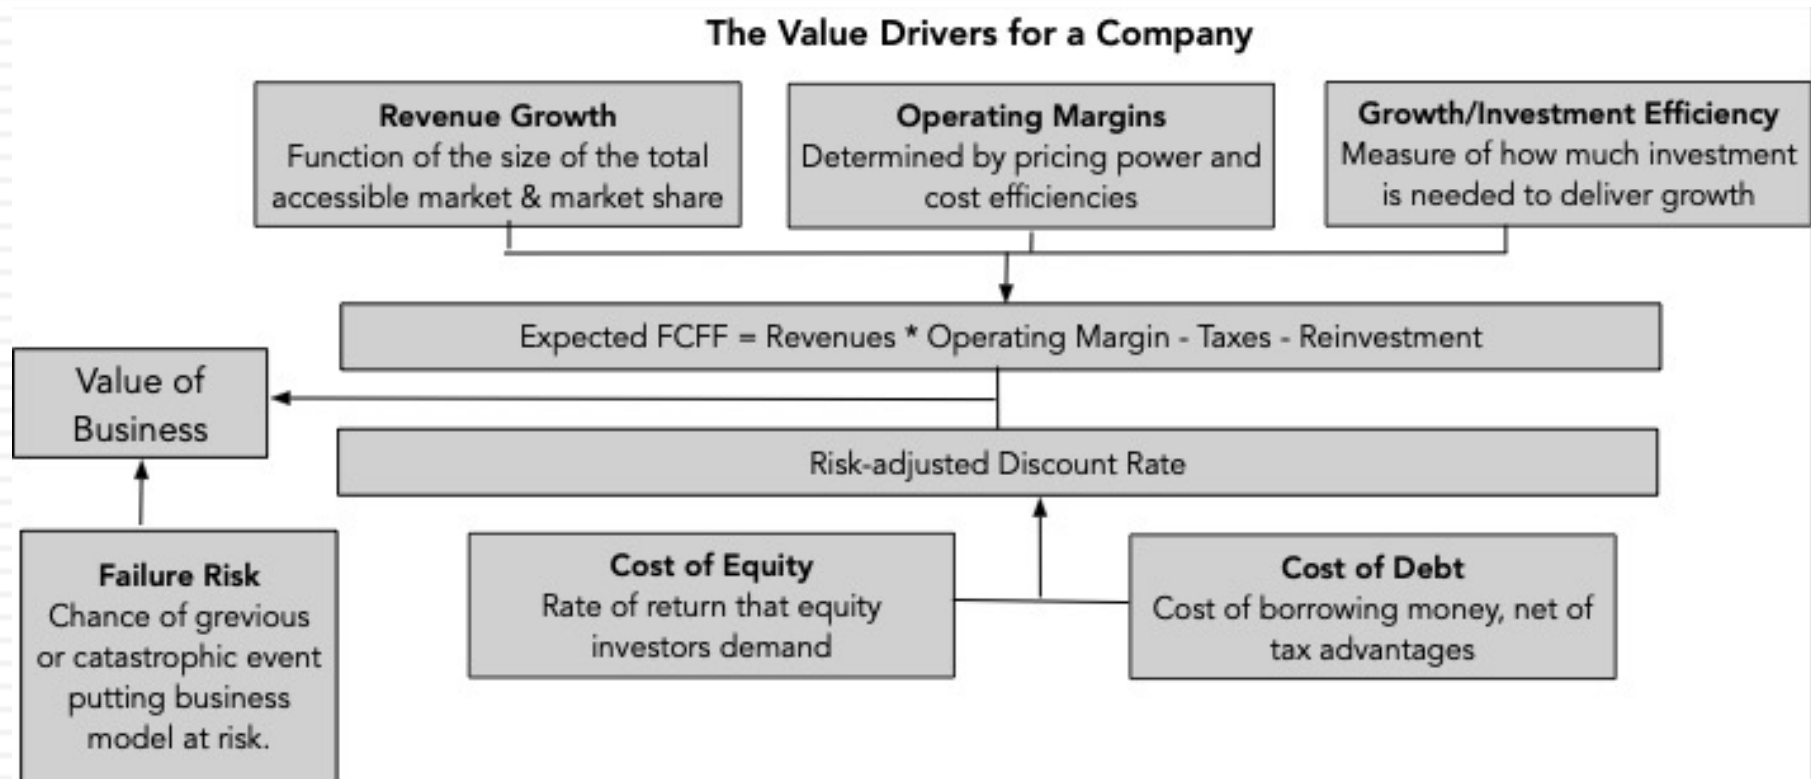 The Value Drivers for a Company
Revenue Growth
Function of the size of the total
accessible market & market share
Operating Margins
Determined by pricing power and
cost efficiencies
Growth/Investment Efficiency
Measure of how much investment
is needed to deliver growth
Expected FCFF = Revenues * Operating Margin - Taxes - Reinvestment
Value of
Business
Risk-adjusted Discount Rate
Failure Risk
Chance of grevious
or catastrophic event
putting business
model at risk.
Cost of Equity
Rate of return that equity
investors demand
Cost of Debt
Cost of borrowing money, net of
tax advantages